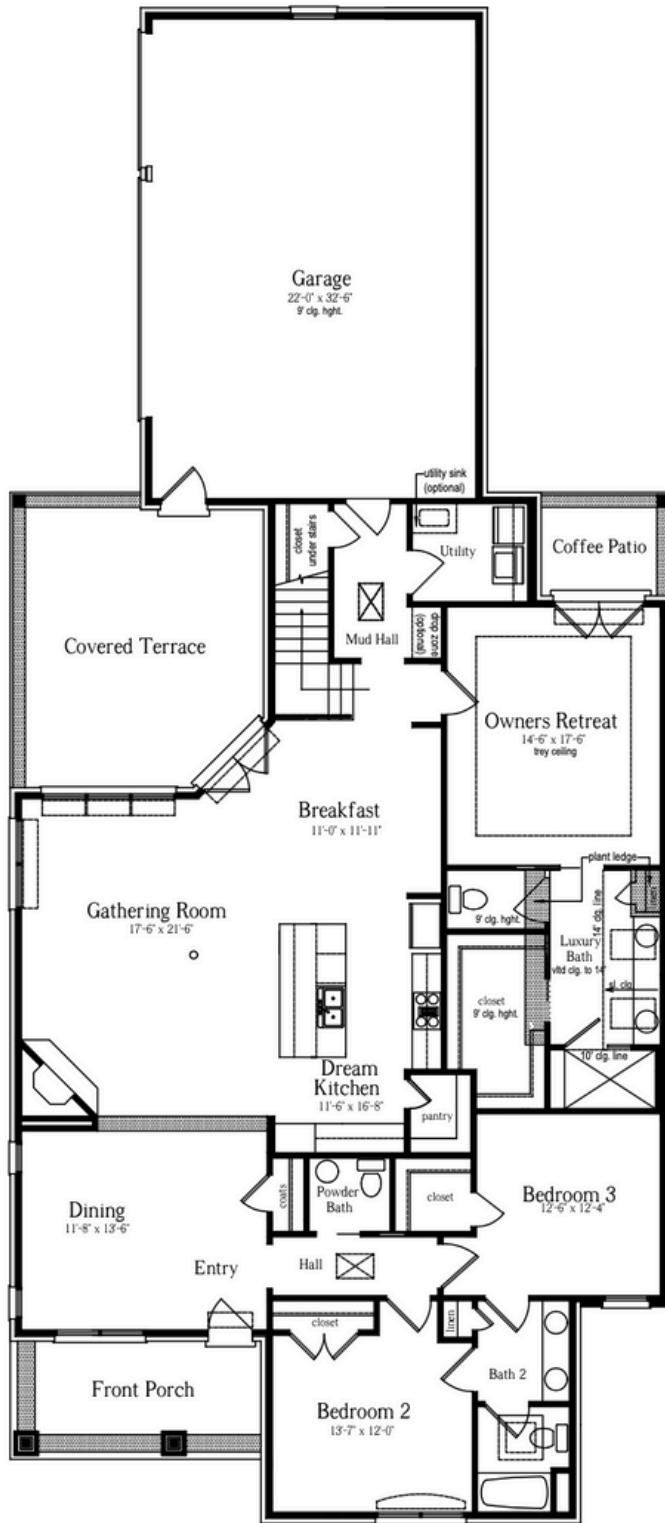 Garage
22'-0" x 32'-6"
9' clg. hght.
utility sink
(optional)
closet
under stairs
Utility
Coffee Patio
Mud Hall
drop zone
(optional)
Covered Terrace
Owners Retreat
14'-6" x 17'-6"
trey ceiling
Breakfast
11'-0" x 11'-11"
plant ledge
linen
9' clg. hght.
14' clg. line
Luxury
Bath
vltd clg. to 14'
sl. clg.
Gathering Room
17'-6" x 21'-6"
closet
9' clg. hght.
10' clg. line
Dream
Kitchen
11'-6" x 16'-8"
pantry
Dining
11'-8" x 13'-6"
coats
Powder
Bath
closet
Bedroom 3
12'-6" x 12'-4"
Entry
Hall
closet
linen
Bath 2
Front Porch
Bedroom 2
13'-7" x 12'-0"